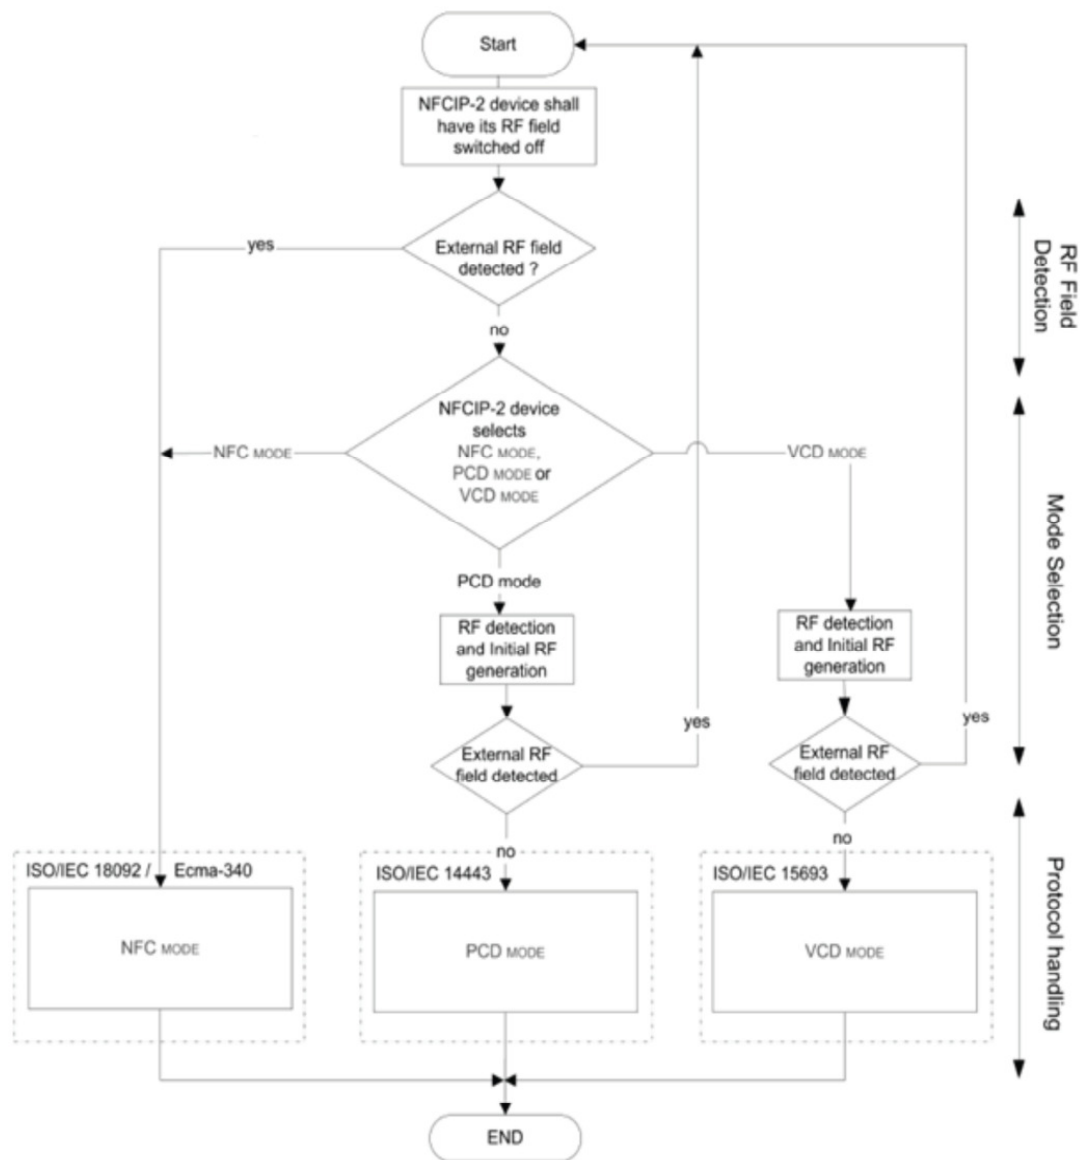 Start
NFCIP-2 device shall
have its RF field
switched off
External RF field
detected ?
yes
no
RF Field
Detection
NFCIP-2 device
selects
NFC MODE,
PCD MODE or
VCD MODE
NFC MODE
VCD MODE
PCD mode
Mode Selection
RF detection
and Initial RF
generation
RF detection
and Initial RF
generation
External RF
field detected
yes
External RF
field detected
yes
no
no
Protocol handling
ISO/IEC 18092 / Ecma-340
NFC MODE
ISO/IEC 14443
PCD MODE
ISO/IEC 15693
VCD MODE
END